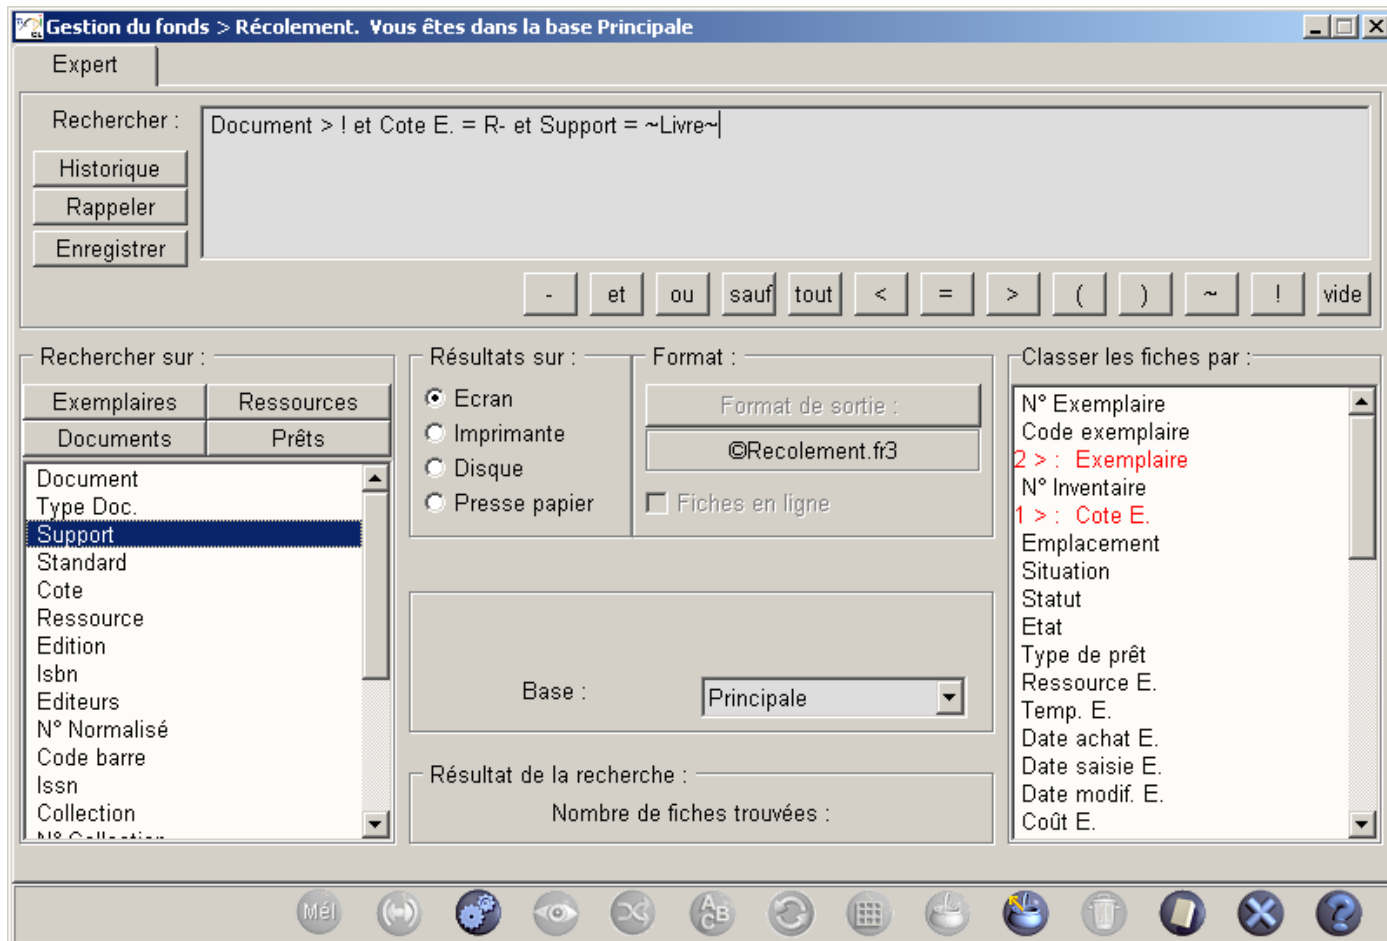 Gestion du fonds > Récolement. Vous êtes dans la base Principale
Expert
Rechercher :
Document > ! et Cote E. = R- et Support = ~Livre~
Historique
Rappeler
Enregistrer
- et ou sauf tout < = > ( ) ~ ! vide
Rechercher sur :
Exemplaires Ressources
Documents Prêts
Document
Type Doc.
Support
Standard
Cote
Ressource
Edition
Isbn
Editeurs
N° Normalisé
Code barre
Issn
Collection
N° Collection
Résultats sur :
Ecran
Imprimante
Disque
Presse papier
Format :
Format de sortie :
©Recolement.fr3
Fiches en ligne
Base :
Principale
Résultat de la recherche :
Nombre de fiches trouvées :
Classer les fiches par :
N° Exemplaire
Code exemplaire
2 > : Exemplaire
N° Inventaire
1 > : Cote E.
Emplacement
Situation
Statut
Etat
Type de prêt
Ressource E.
Temp. E.
Date achat E.
Date saisie E.
Date modif. E.
Coût E.
Mél